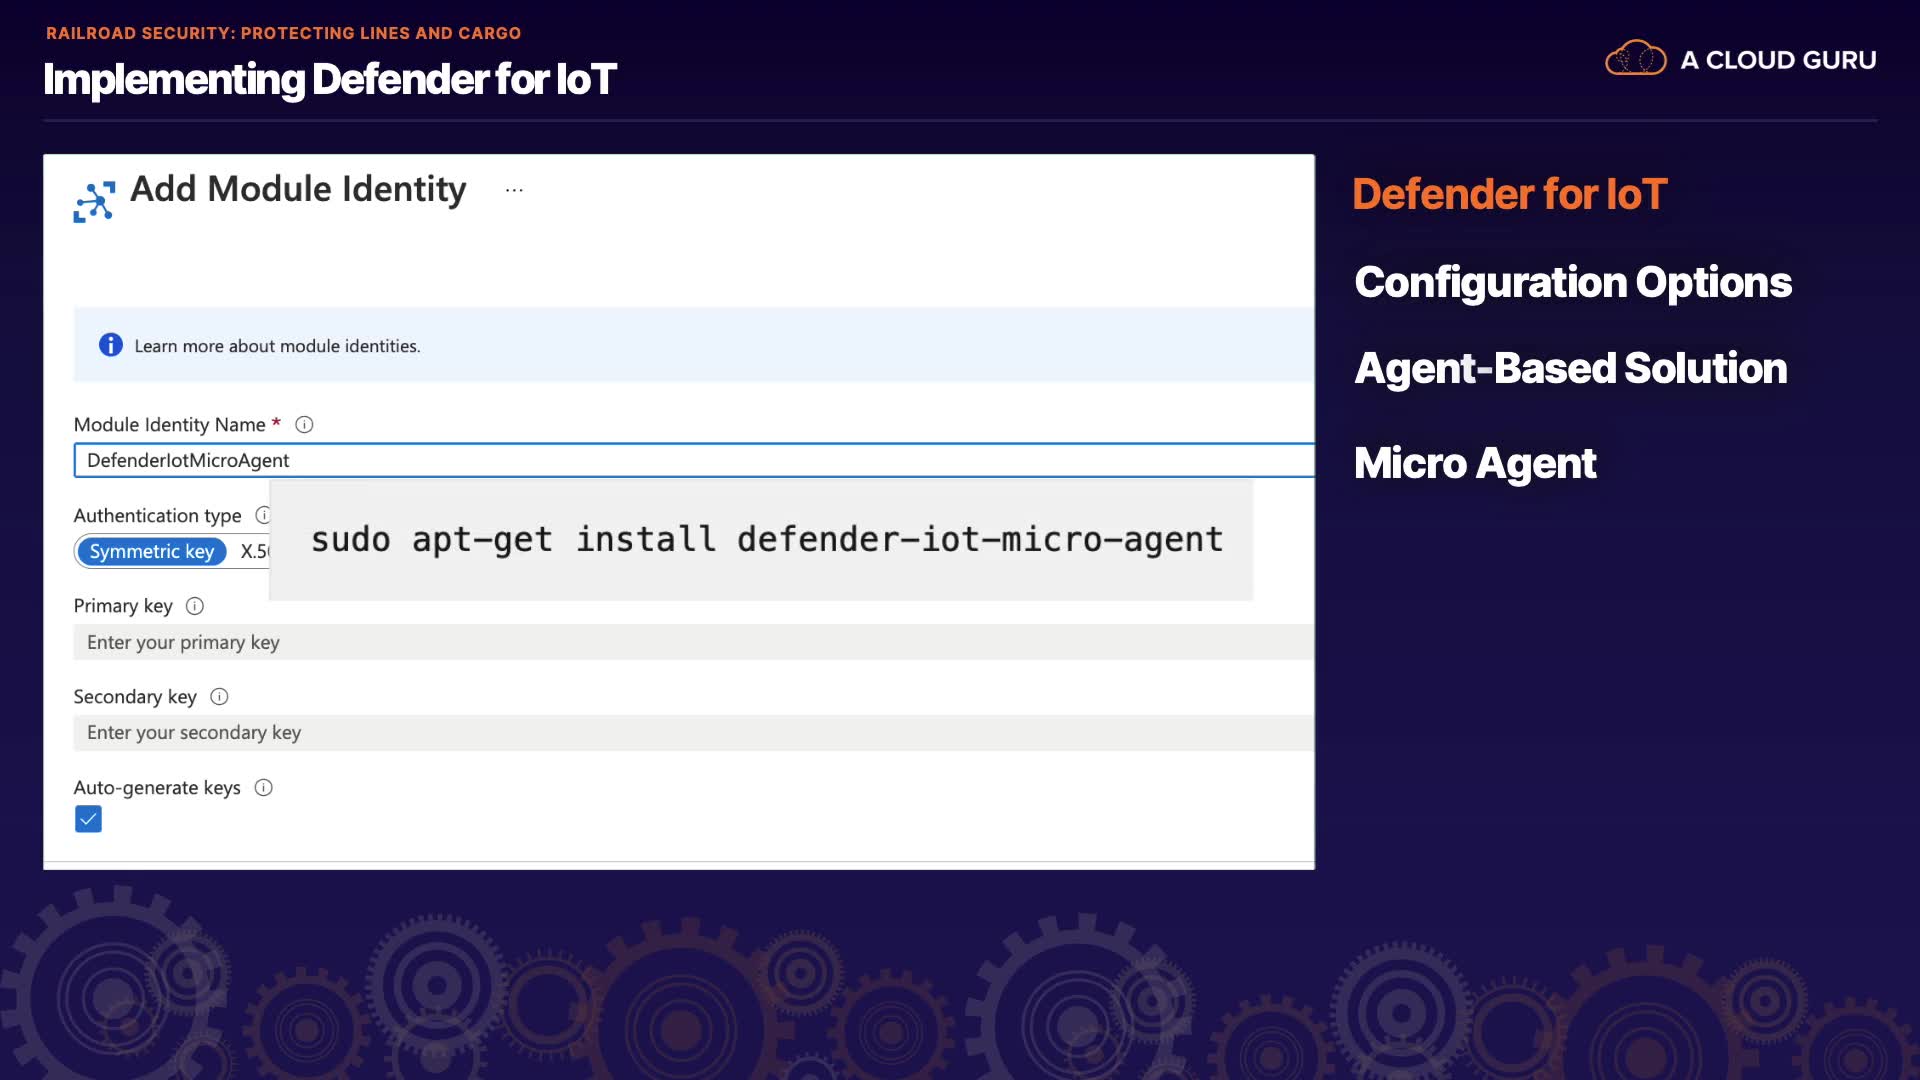 RAILROAD SECURITY: PROTECTING LINES AND CARGO
Implementing Defender for IoT
A CLOUD GURU
Add Module Identity ...
Learn more about module identities.
Module Identity Name *
DefenderIotMicroAgent
Authentication type
Symmetric key X.50
sudo apt-get install defender-iot-micro-agent
Primary key
Enter your primary key
Secondary key
Enter your secondary key
Auto-generate keys
Defender for IoT
Configuration Options
Agent-Based Solution
Micro Agent